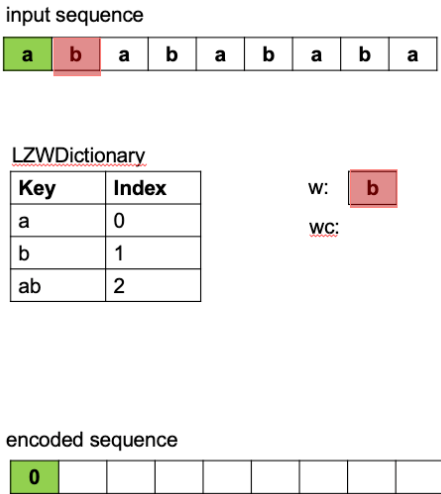 input sequence
a b a b a b a b a
LZWDictionary
Key Index
a 0
b 1
ab 2
w: b
wc:
encoded sequence
0